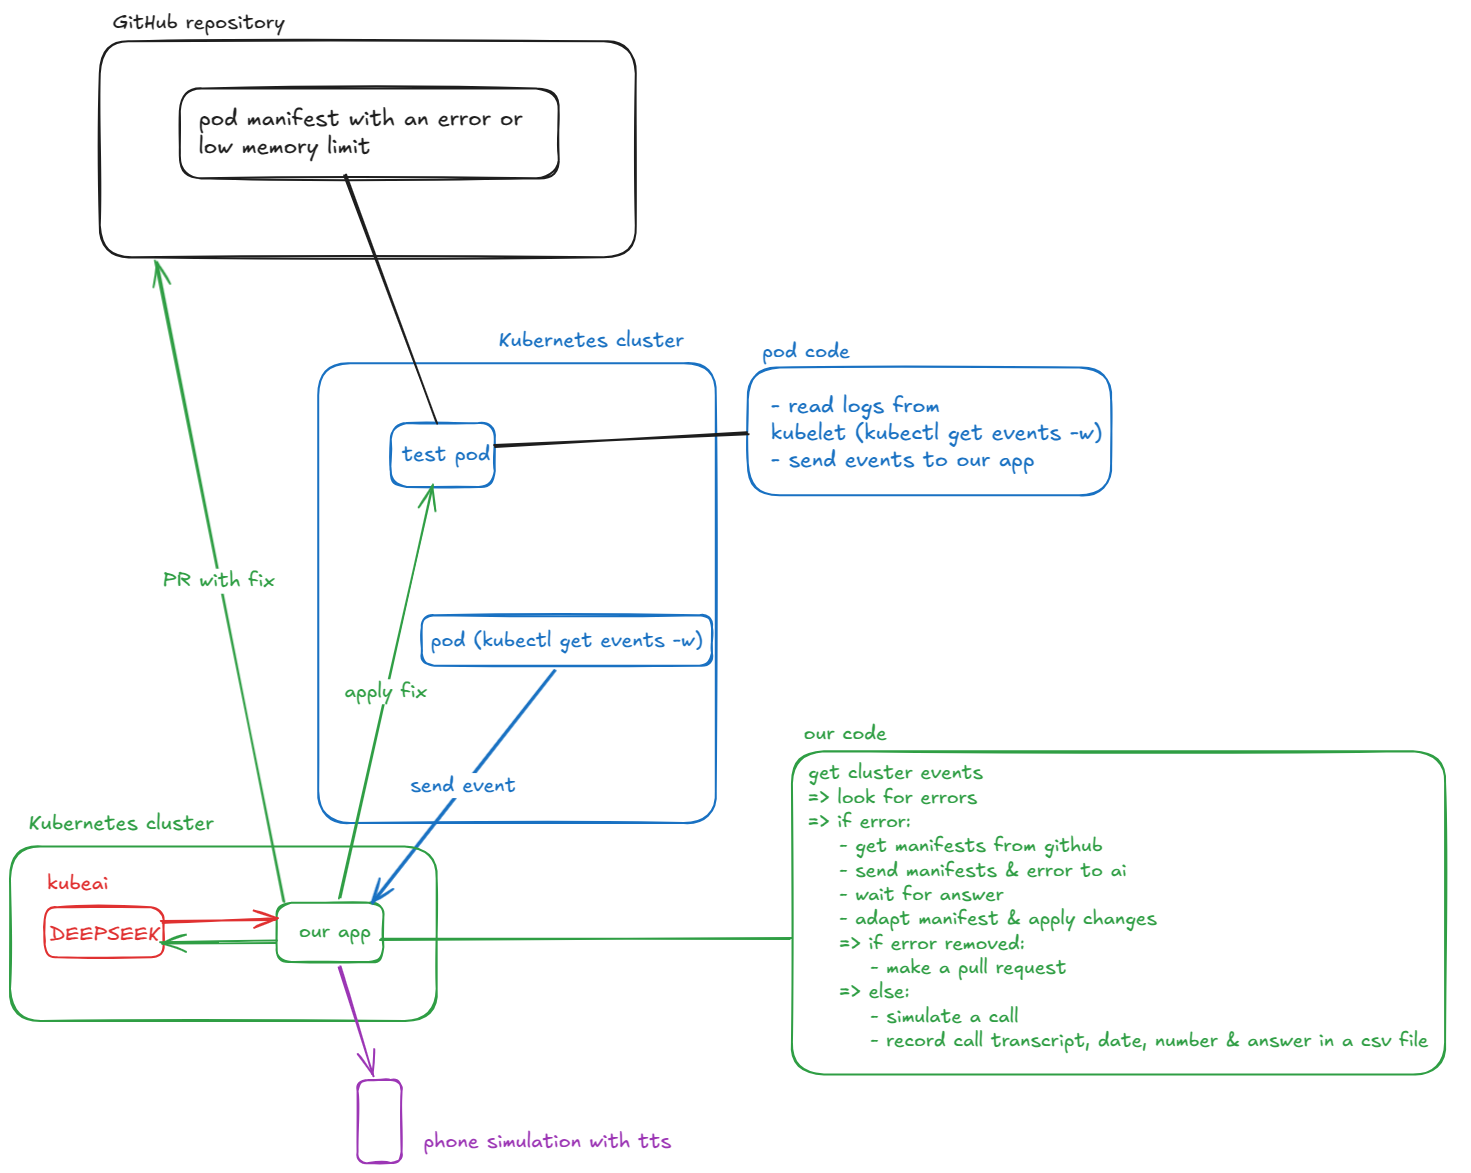 GitHub repository
pod manifest with an error or
low memory limit
Kubernetes cluster
pod code
- read logs from
kubelet (kubectl get events -w)
- send events to our app
test pod
PR with fix
pod (kubectl get events -w)
apply fix
send event
our code
get cluster events
=> look for errors
=> if error:
- get manifests from github
- send manifests & error to ai
- wait for answer
- adapt manifest & apply changes
=> if error removed:
- make a pull request
=> else:
- simulate a call
- record call transcript, date, number & answer in a csv file
Kubernetes cluster
kubeai
DEEPSEEK
our app
phone simulation with tts